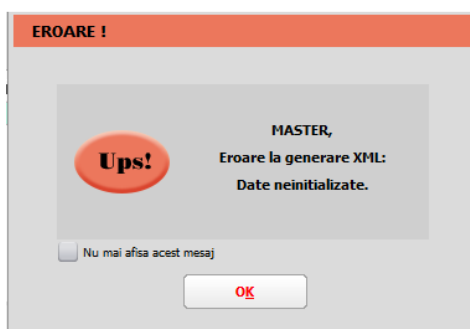 EROARE !
Ups!
MASTER,
Eroare la generare XML:
Date neinitializate.
Nu mai afisa acest mesaj
OK